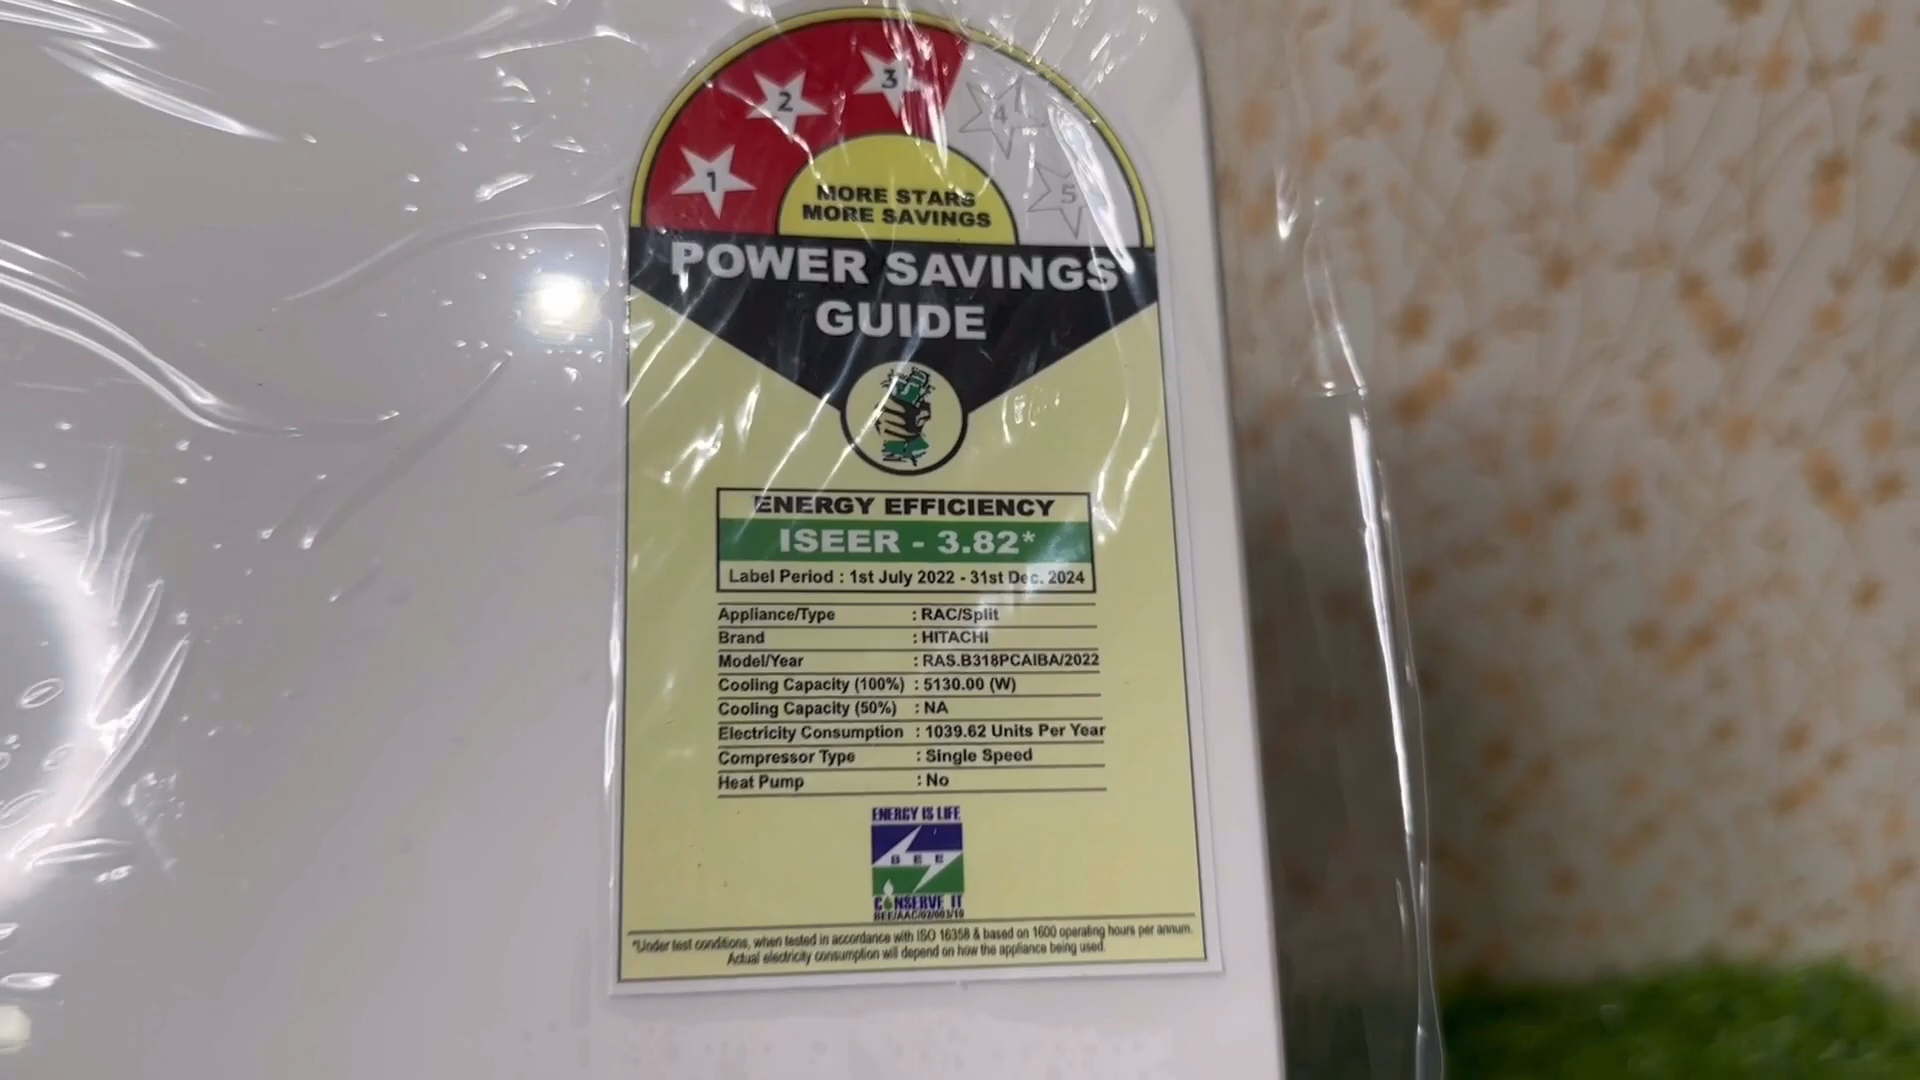 1
2
3
4
5
MORE STARS
MORE SAVINGS
POWER SAVINGS
GUIDE
ENERGY EFFICIENCY
ISEER - 3.82*
Label Period : 1st July 2022 - 31st Dec. 2024
Appliance/Type : RAC/Split
Brand : HITACHI
Model/Year : RAS.B318PCAIBA/2022
Cooling Capacity (100%) : 5130.00 (W)
Cooling Capacity (50%) : NA
Electricity Consumption : 1039.62 Units Per Year
Compressor Type : Single Speed
Heat Pump : No
ENERGY IS LIFE
BEE
CONSERVE IT
*Under test conditions, when tested in accordance with ISO 16358 & based on 1600 operating hours per annum.
Actual electricity consumption will depend on how the appliance being used.